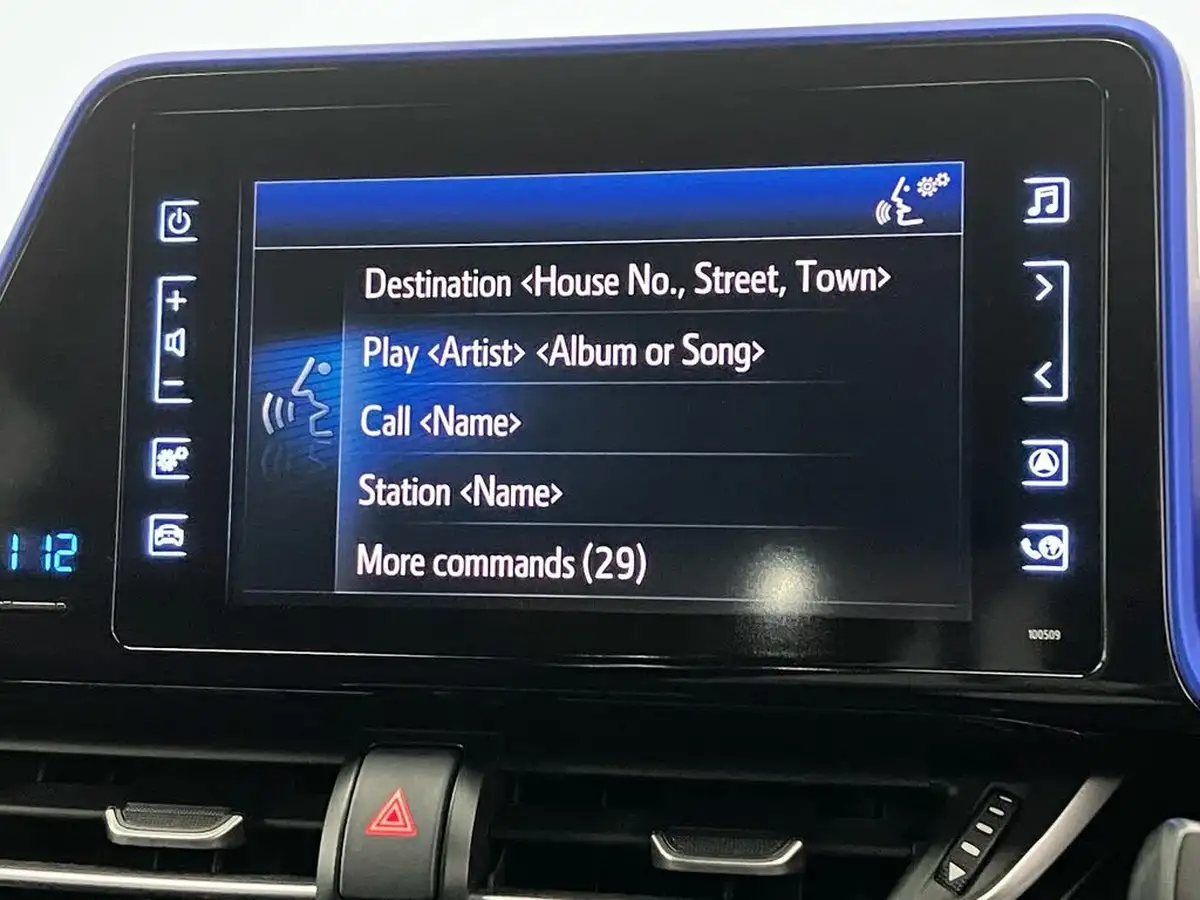 Destination <House No., Street, Town>
Play <Artist> <Album or Song>
Call <Name>
Station <Name>
More commands (29)
1 12
100509